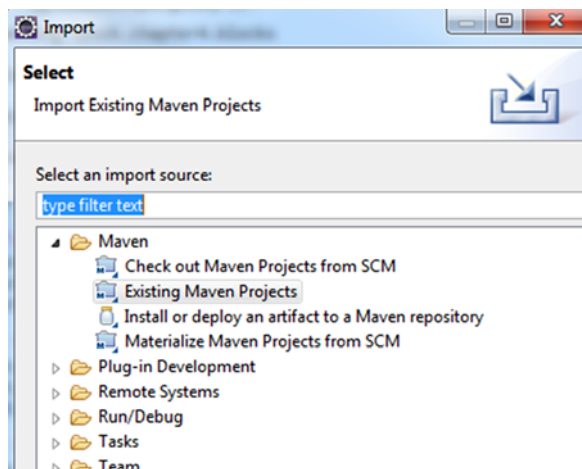 Import
Select
Import Existing Maven Projects
Select an import source:
type filter text
Maven
Check out Maven Projects from SCM
Existing Maven Projects
Install or deploy an artifact to a Maven repository
Materialize Maven Projects from SCM
Plug-in Development
Remote Systems
Run/Debug
Tasks
Team